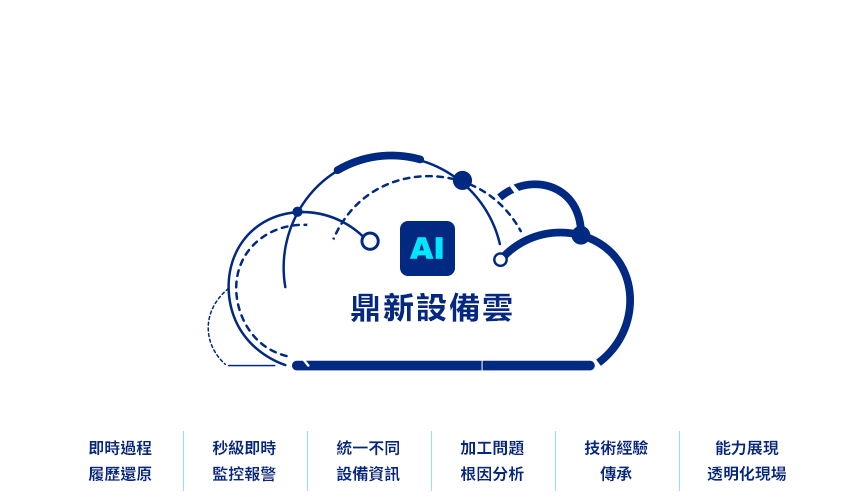 AI
鼎新設備雲
即時過程
履歷還原
秒級即時
監控報警
統一不同
設備資訊
加工問題
根因分析
技術經驗
傳承
能力展現
透明化現場